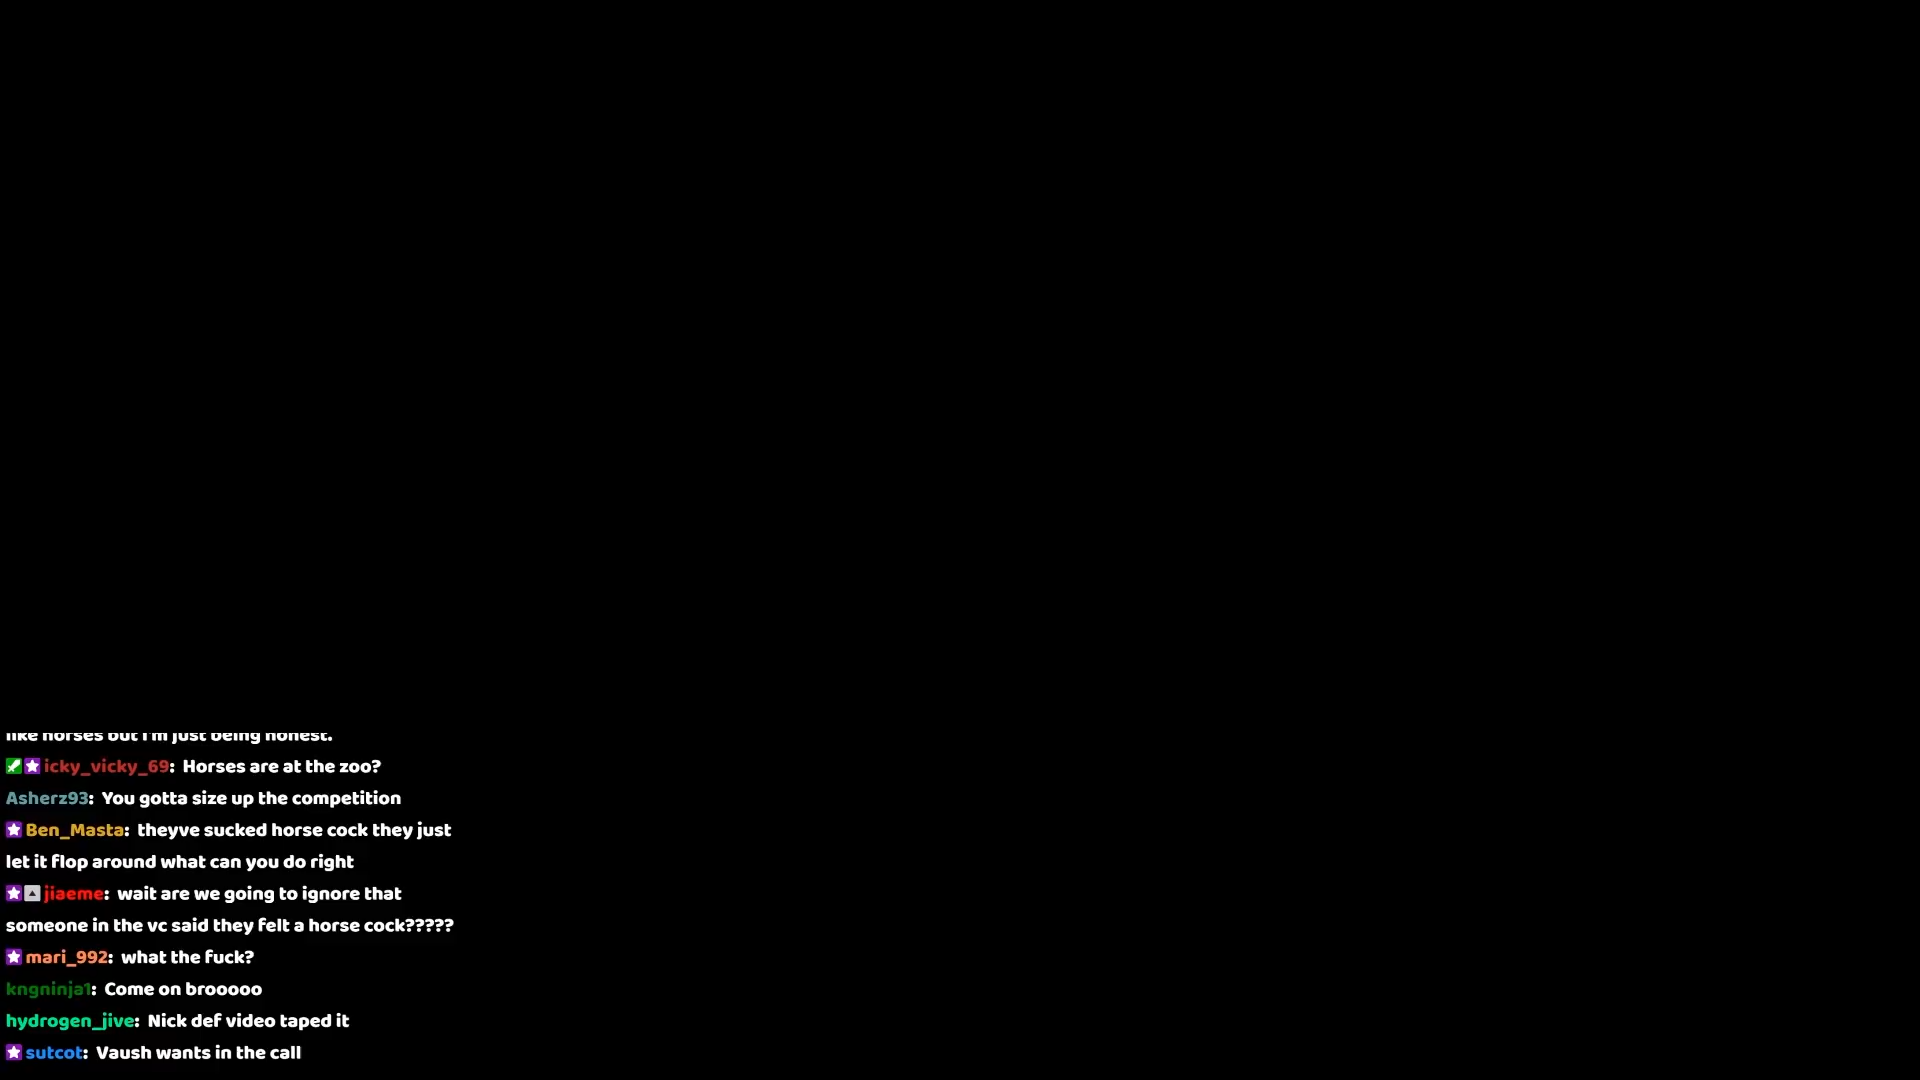 like horses but i'm just being honest.
icky_vicky_69: Horses are at the zoo?
Asherz93: You gotta size up the competition
Ben_Masta: theyve sucked horse cock they just
let it flop around what can you do right
jiaeme: wait are we going to ignore that
someone in the vc said they felt a horse cock?????
mari_992: what the fuck?
kngninja1: Come on brooooo
hydrogen_jive: Nick def video taped it
sutcot: Vaush wants in the call